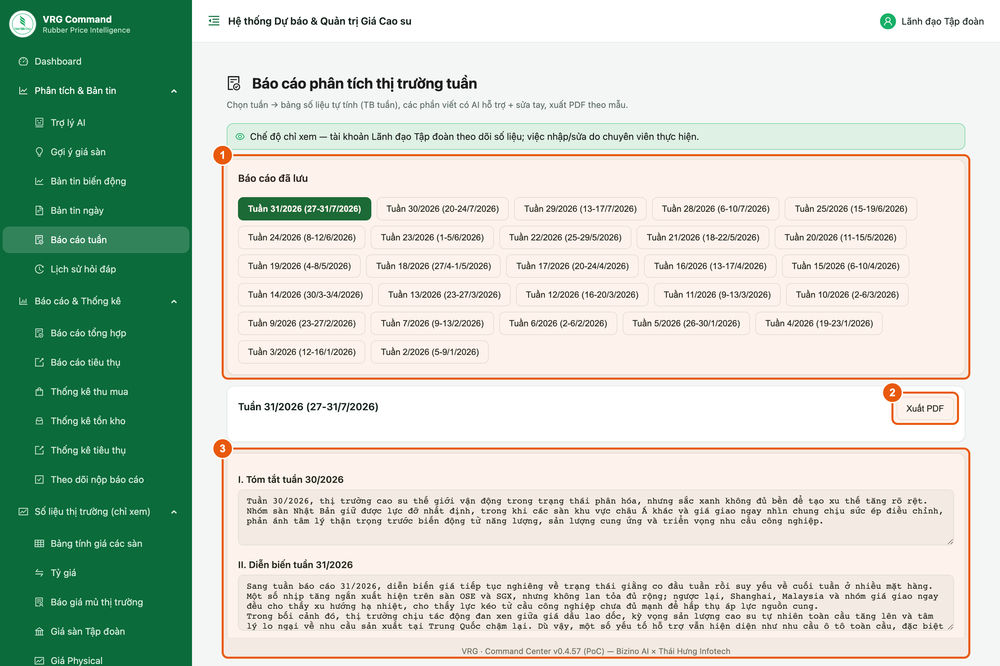 VRG Command
Rubber Price Intelligence
Dashboard
Phân tích & Bản tin
Trợ lý AI
Gợi ý giá sàn
Bản tin biến động
Bản tin ngày
Báo cáo tuần
Lịch sử hỏi đáp
Báo cáo & Thống kê
Báo cáo tổng hợp
Báo cáo tiêu thụ
Thống kê thu mua
Thống kê tồn kho
Thống kê tiêu thụ
Theo dõi nộp báo cáo
Số liệu thị trường (chỉ xem)
Bảng tính giá các sàn
Tỷ giá
Báo giá mủ thị trường
Giá sàn Tập đoàn
Giá Physical
Hệ thống Dự báo & Quản trị Giá Cao su
Lãnh đạo Tập đoàn
Báo cáo phân tích thị trường tuần
Chọn tuần → bảng số liệu tự tính (TB tuần), các phần viết có AI hỗ trợ + sửa tay, xuất PDF theo mẫu.
Chế độ chỉ xem — tài khoản Lãnh đạo Tập đoàn theo dõi số liệu; việc nhập/sửa do chuyên viên thực hiện.
1
Báo cáo đã lưu
Tuần 31/2026 (27-31/7/2026) Tuần 30/2026 (20-24/7/2026) Tuần 29/2026 (13-17/7/2026) Tuần 28/2026 (6-10/7/2026) Tuần 25/2026 (15-19/6/2026)
Tuần 24/2026 (8-12/6/2026) Tuần 23/2026 (1-5/6/2026) Tuần 22/2026 (25-29/5/2026) Tuần 21/2026 (18-22/5/2026) Tuần 20/2026 (11-15/5/2026)
Tuần 19/2026 (4-8/5/2026) Tuần 18/2026 (27/4-1/5/2026) Tuần 17/2026 (20-24/4/2026) Tuần 16/2026 (13-17/4/2026) Tuần 15/2026 (6-10/4/2026)
Tuần 14/2026 (30/3-3/4/2026) Tuần 13/2026 (23-27/3/2026) Tuần 12/2026 (16-20/3/2026) Tuần 11/2026 (9-13/3/2026) Tuần 10/2026 (2-6/3/2026)
Tuần 9/2026 (23-27/2/2026) Tuần 7/2026 (9-13/2/2026) Tuần 6/2026 (2-6/2/2026) Tuần 5/2026 (26-30/1/2026) Tuần 4/2026 (19-23/1/2026)
Tuần 3/2026 (12-16/1/2026) Tuần 2/2026 (5-9/1/2026)
2
Tuần 31/2026 (27-31/7/2026)
Xuất PDF
3
I. Tóm tắt tuần 30/2026
Tuần 30/2026, thị trường cao su thế giới vận động trong trạng thái phân hóa, nhưng sắc xanh không đủ bền để tạo xu thế tăng rõ rệt.
Nhóm sàn Nhật Bản giữ được lực đỡ nhất định, trong khi các sàn khu vực châu Á khác và giá giao ngay nhìn chung chịu sức ép điều chỉnh,
phản ánh tâm lý thận trọng trước biến động từ năng lượng, sản lượng cung ứng và triển vọng nhu cầu công nghiệp.
II. Diễn biến tuần 31/2026
Sang tuần báo cáo 31/2026, diễn biến giá tiếp tục nghiêng về trạng thái giằng co đầu tuần rồi suy yếu về cuối tuần ở nhiều mặt hàng.
Một số nhịp tăng ngắn xuất hiện trên sàn OSE và SGX, nhưng không lan tỏa đủ rộng; ngược lại, Shanghai, Malaysia và nhóm giá giao ngay
đều cho thấy xu hướng hạ nhiệt, cho thấy lực kéo từ cầu công nghiệp chưa đủ mạnh để hấp thụ áp lực nguồn cung.
Trong bối cảnh đó, thị trường chịu tác động đan xen giữa giá dầu lao dốc, kỳ vọng sản lượng cao su tự nhiên toàn cầu tăng lên và tâm
lý lo ngại về nhu cầu sản xuất tại Trung Quốc chậm lại. Dù vậy, một số yếu tố hỗ trợ vẫn hiện diện như nhu cầu ô tô toàn cầu, đặc biệt
VRG · Command Center v0.4.57 (PoC) — Bizino AI × Thái Hưng Infotech